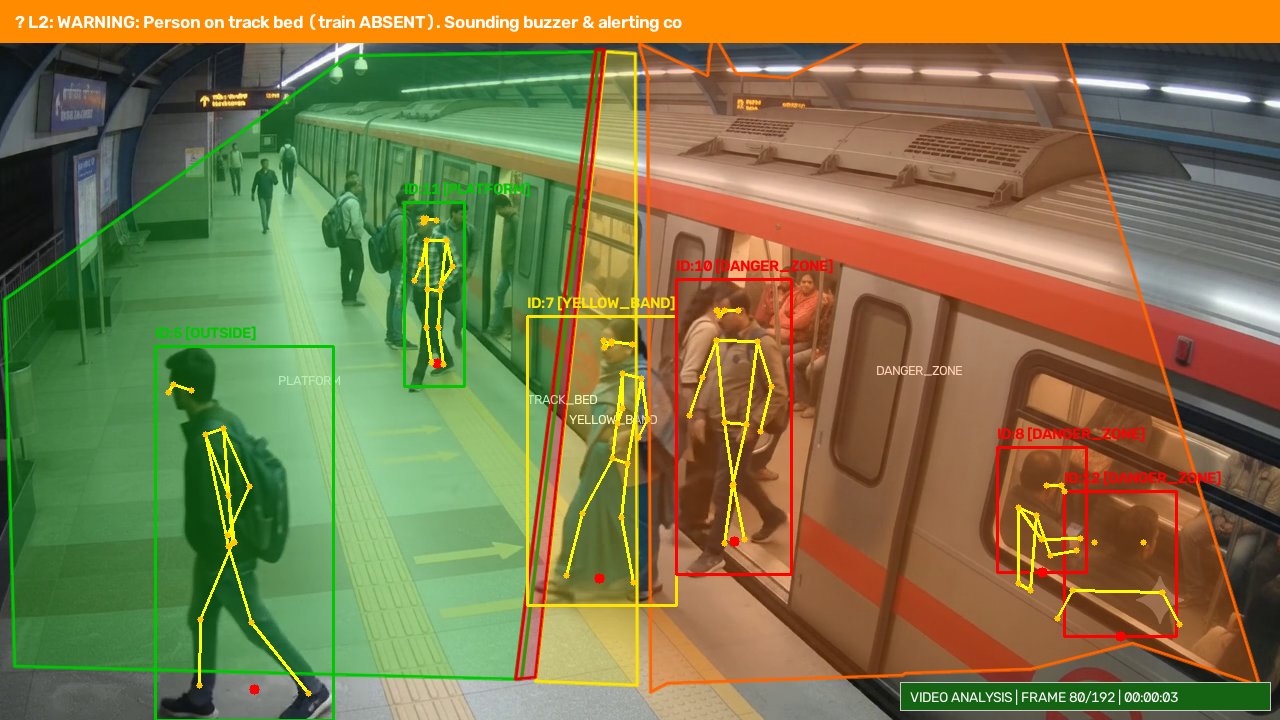 ? L2: WARNING: Person on track bed (train ABSENT). Sounding buzzer & alerting co
ID:11 [PLATFORM]
ID:10 [DANGER_ZONE]
ID:7 [YELLOW_BAND]
ID:5 [OUTSIDE]
PLATFORM
DANGER_ZONE
TRACK_BED
YELLOW_BAND
ID:8 [DANGER_ZONE]
ID:12 [DANGER_ZONE]
VIDEO ANALYSIS | FRAME 80/192 | 00:00:03